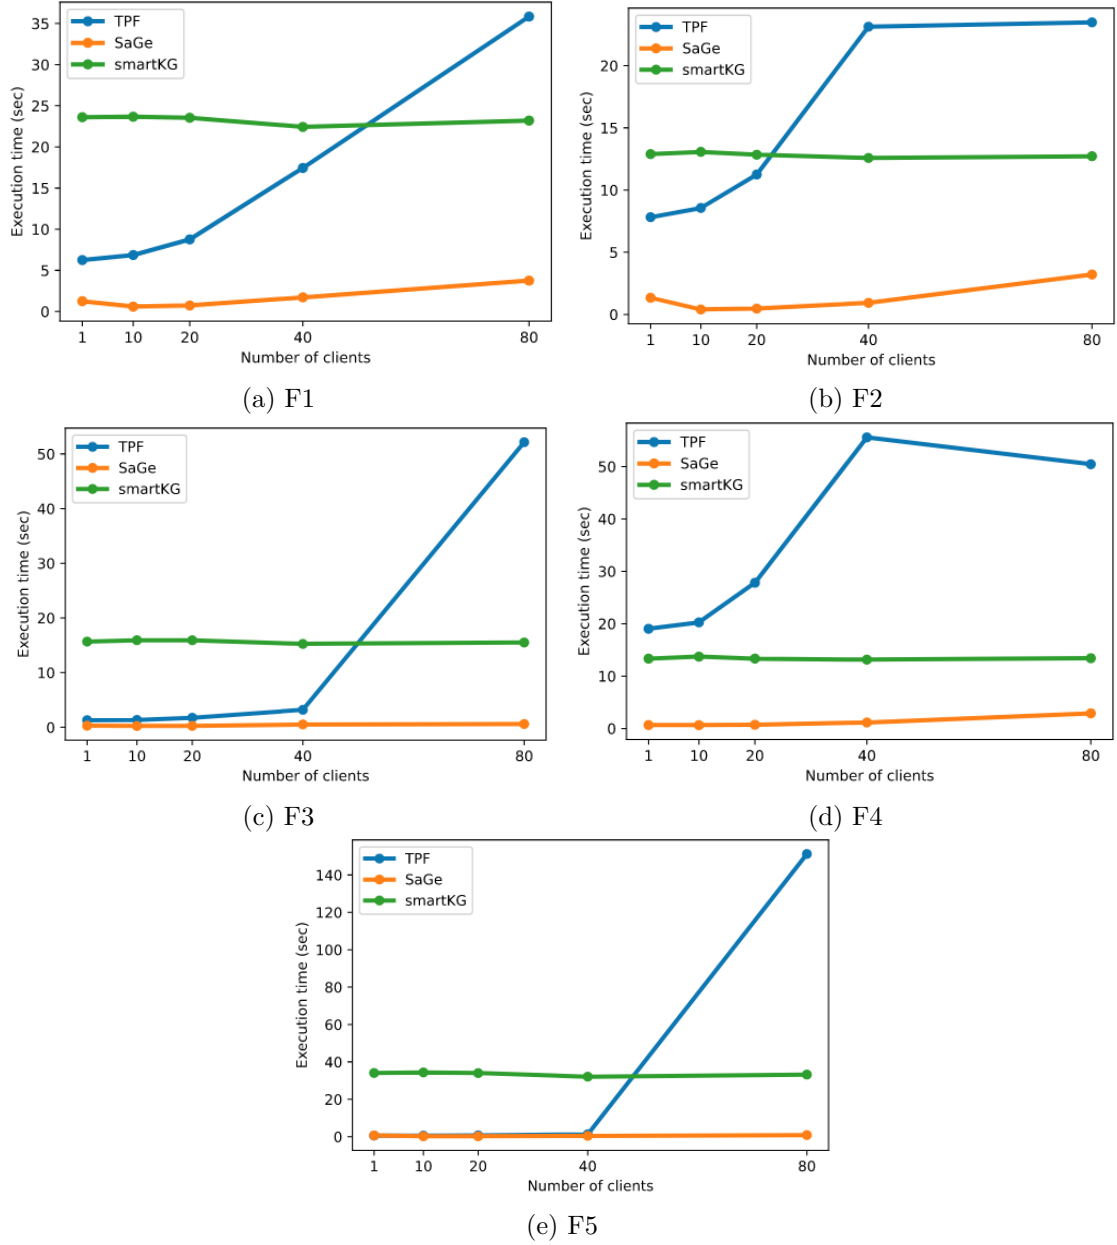 35
30
25
20
15
10
5
0
Execution time (sec)
TPF
SaGe
smartKG
1 10 20 40 80
Number of clients
(a) F1
20
15
10
5
0
Execution time (sec)
TPF
SaGe
smartKG
1 10 20 40 80
Number of clients
(b) F2
50
40
30
20
10
0
Execution time (sec)
TPF
SaGe
smartKG
1 10 20 40 80
Number of clients
(c) F3
50
40
30
20
10
0
Execution time (sec)
TPF
SaGe
smartKG
1 10 20 40 80
Number of clients
(d) F4
140
120
100
80
60
40
20
0
Execution time (sec)
TPF
SaGe
smartKG
1 10 20 40 80
Number of clients
(e) F5